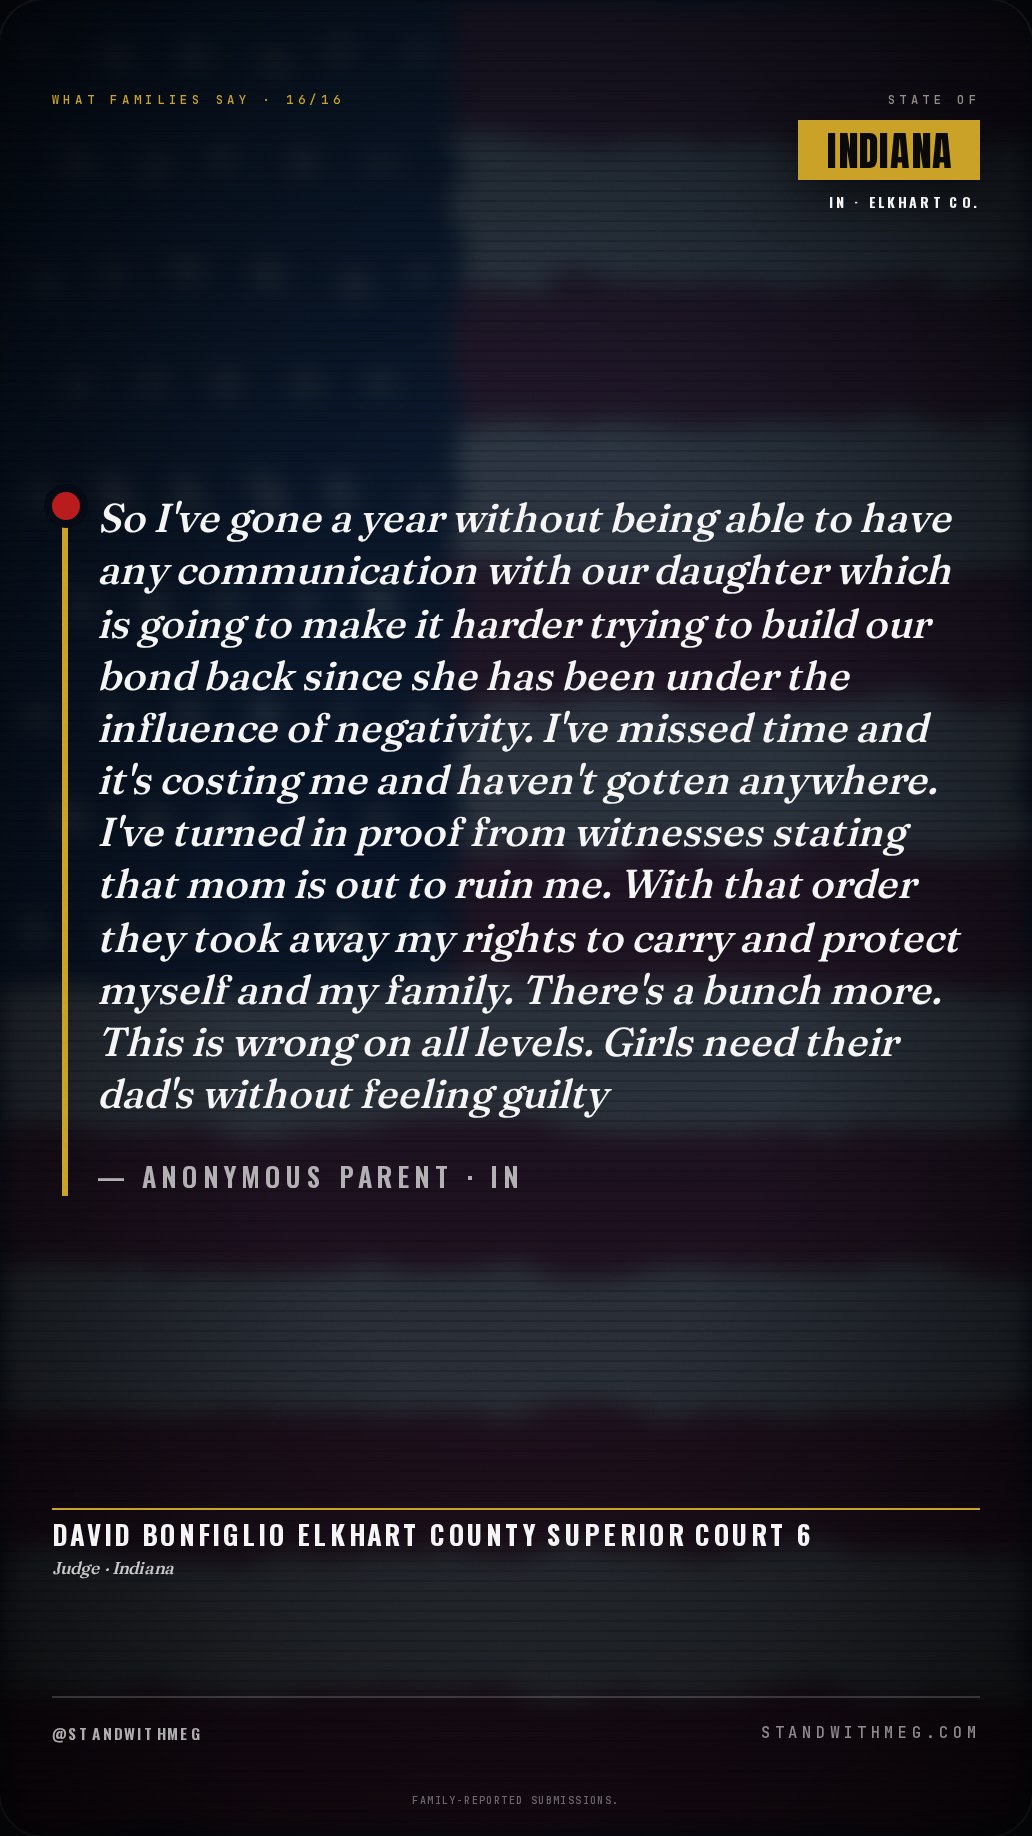 WHAT FAMILIES SAY · 16/16
STATE OF
INDIANA
IN · ELKHART CO.
So I've gone a year without being able to have
any communication with our daughter which
is going to make it harder trying to build our
bond back since she has been under the
influence of negativity. I've missed time and
it's costing me and haven't gotten anywhere.
I've turned in proof from witnesses stating
that mom is out to ruin me. With that order
they took away my rights to carry and protect
myself and my family. There's a bunch more.
This is wrong on all levels. Girls need their
dad's without feeling guilty
— ANONYMOUS PARENT · IN
DAVID BONFIGLIO ELKHART COUNTY SUPERIOR COURT 6
Judge · Indiana
@STANDWITHMEG
STANDWITHMEG.COM
FAMILY-REPORTED SUBMISSIONS.